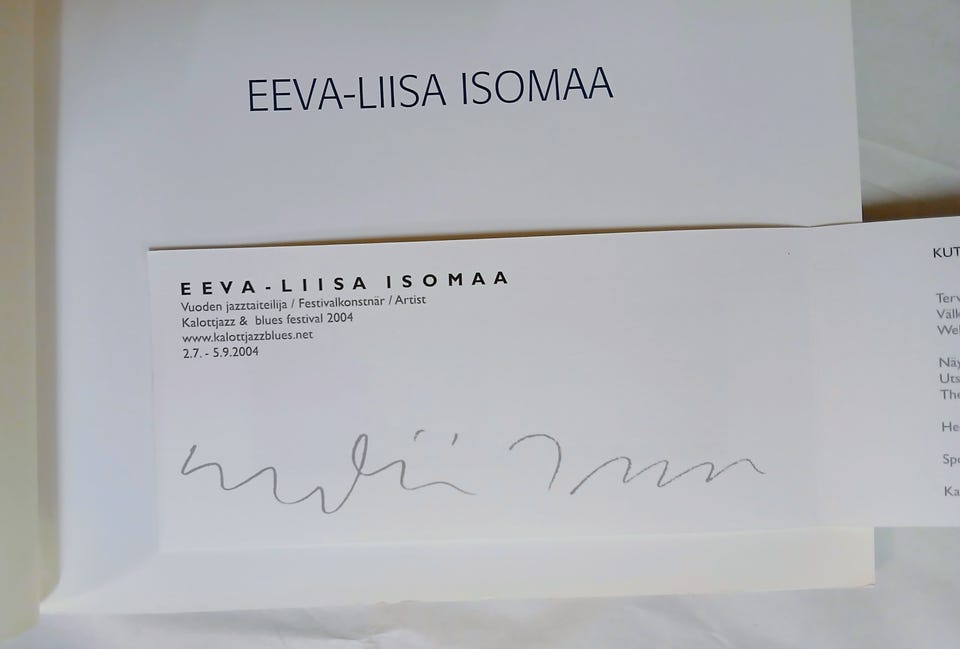 EEVA-LIISA ISOMAA
EEVA-LIISA ISOMAA
Vuoden jazztaiteilija / Festivalkonstnär / Artist
Kalottjazz & blues festival 2004
www.kalottjazzblues.net
2.7. - 5.9.2004